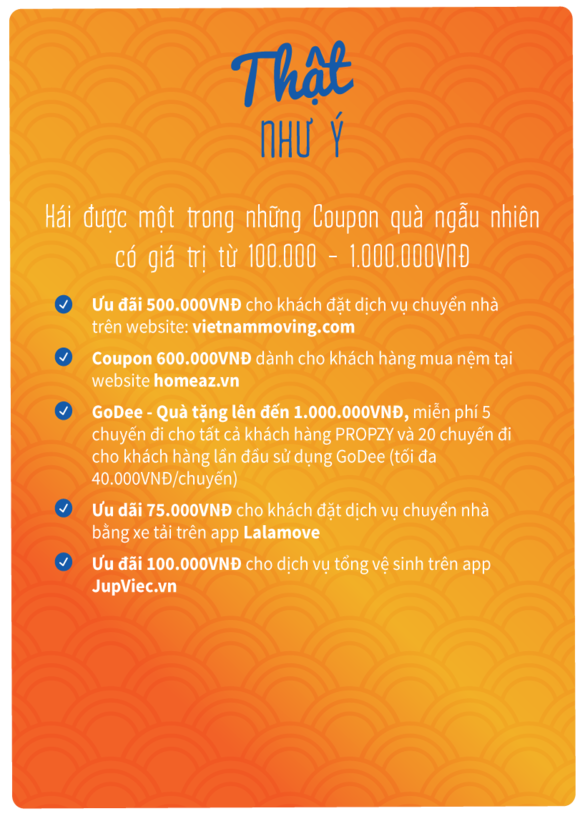 Thật
NHƯ Ý
Hái được một trong những Coupon quà ngẫu nhiên
có giá trị từ 100.000 - 1.000.000VNĐ
Ưu đãi 500.000VNĐ cho khách đặt dịch vụ chuyển nhà
trên website: vietnammoving.com
Coupon 600.000VNĐ dành cho khách hàng mua nệm tại
website homeaz.vn
GoDee - Quà tặng lên đến 1.000.000VNĐ, miễn phí 5
chuyến đi cho tất cả khách hàng PROPZY và 20 chuyến đi
cho khách hàng lần đầu sử dụng GoDee (tối đa
40.000VNĐ/chuyến)
Ưu dãi 75.000VNĐ cho khách đặt dịch vụ chuyển nhà
bằng xe tải trên app Lalamove
Ưu đãi 100.000VNĐ cho dịch vụ tổng vệ sinh trên app
JupViec.vn